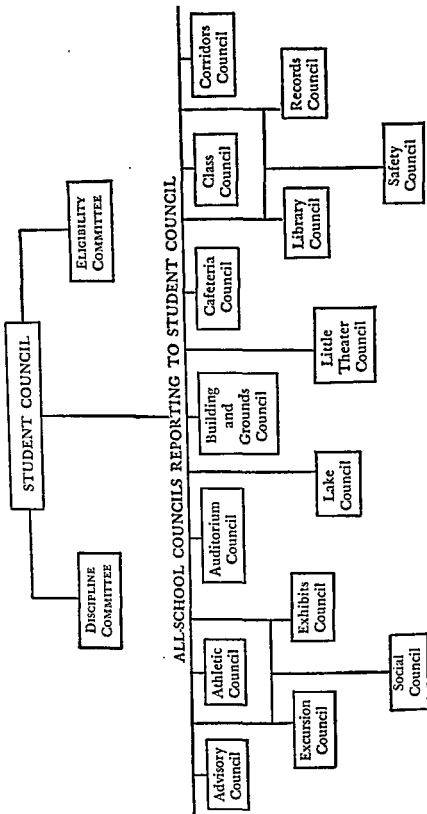 STUDENT COUNCIL
DISCIPLINE
COMMITTEE
ELIGIBILITY
COMMITTEE
ALL-SCHOOL COUNCILS REPORTING TO STUDENT COUNCIL
Advisory
Council
Athletic
Council
Auditorium
Council
Building
and
Grounds
Council
Cafeteria
Council
Class
Council
Corridors
Council
Excursion
Council
Exhibits
Council
Lake
Council
Little
Theater
Council
Library
Council
Records
Council
Social
Council
Safety
Council